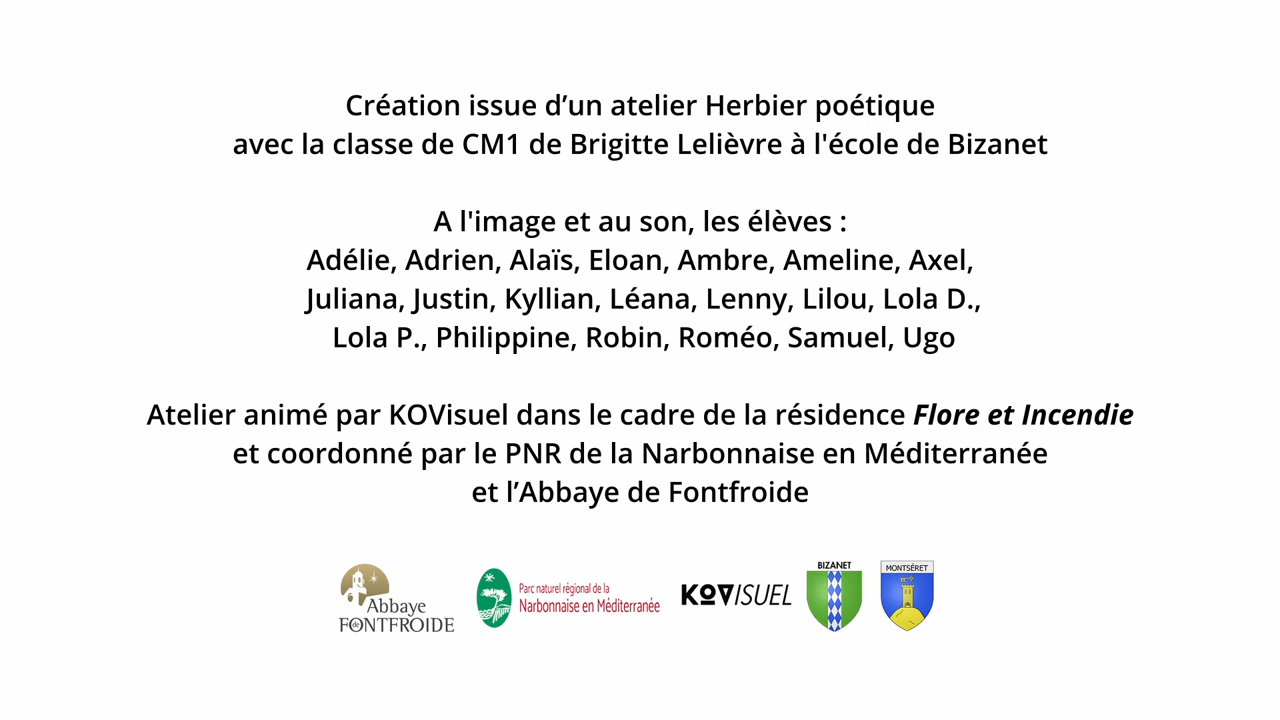 Création issue d’un atelier Herbier poétique
avec la classe de CM1 de Brigitte Lelièvre à l'école de Bizanet
A l'image et au son, les élèves :
Adélie, Adrien, Alaïs, Eloan, Ambre, Ameline, Axel,
Juliana, Justin, Kyllian, Léana, Lenny, Lilou, Lola D.,
Lola P., Philippine, Robin, Roméo, Samuel, Ugo
Atelier animé par KOVisuel dans le cadre de la résidence Flore et Incendie
et coordonné par le PNR de la Narbonnaise en Méditerranée
et l’Abbaye de Fontfroide
Abbaye
de FONTFROIDE
Parc naturel régional de la
Narbonnaise en Méditerranée
KOVISUEL
BIZANET
MONTSÉRET